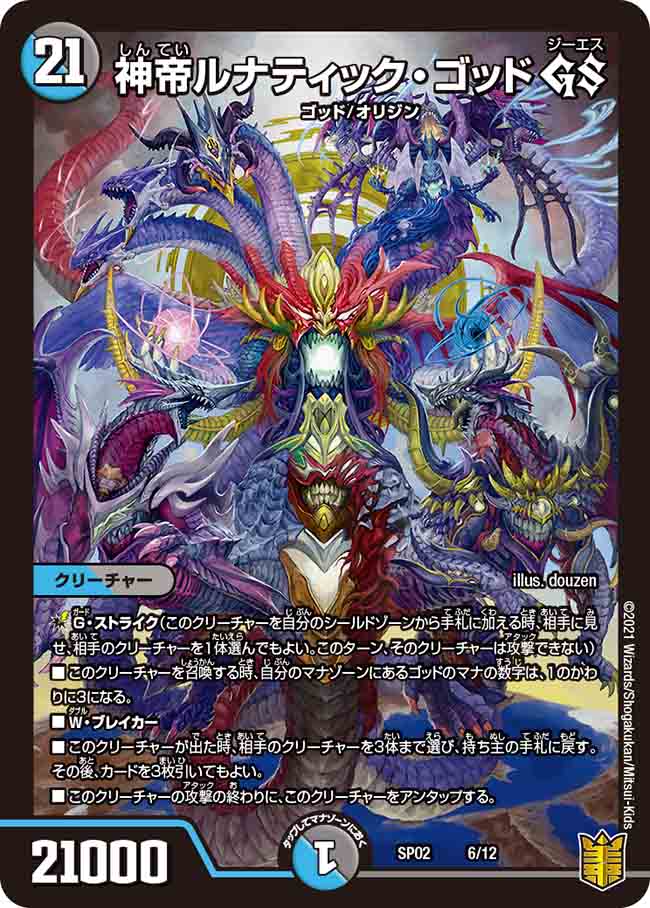 21
神帝ルナティック・ゴッド GS
ゴッド/オリジン
クリーチャー
illus. douzen
G・ストライク(このクリーチャーを自分のシールドゾーンから手札に加える時、相手に見
せ、相手のクリーチャーを1体選んでもよい。このターン、そのクリーチャーは攻撃できない)
■このクリーチャーを召喚する時、自分のマナゾーンにあるゴッドのマナの数字は、1のかわ
りに3になる。
■W・ブレイカー
■このクリーチャーが出た時、相手のクリーチャーを3体まで選び、持ち主の手札に戻す。
その後、カードを3枚引いてもよい。
■このクリーチャーの攻撃の終わりに、このクリーチャーをアンタップする。
©2021 Wizards/Shogakukan/Mitsui-Kids
21000
タップしてマナゾーンにおく
1
SP02 6/12